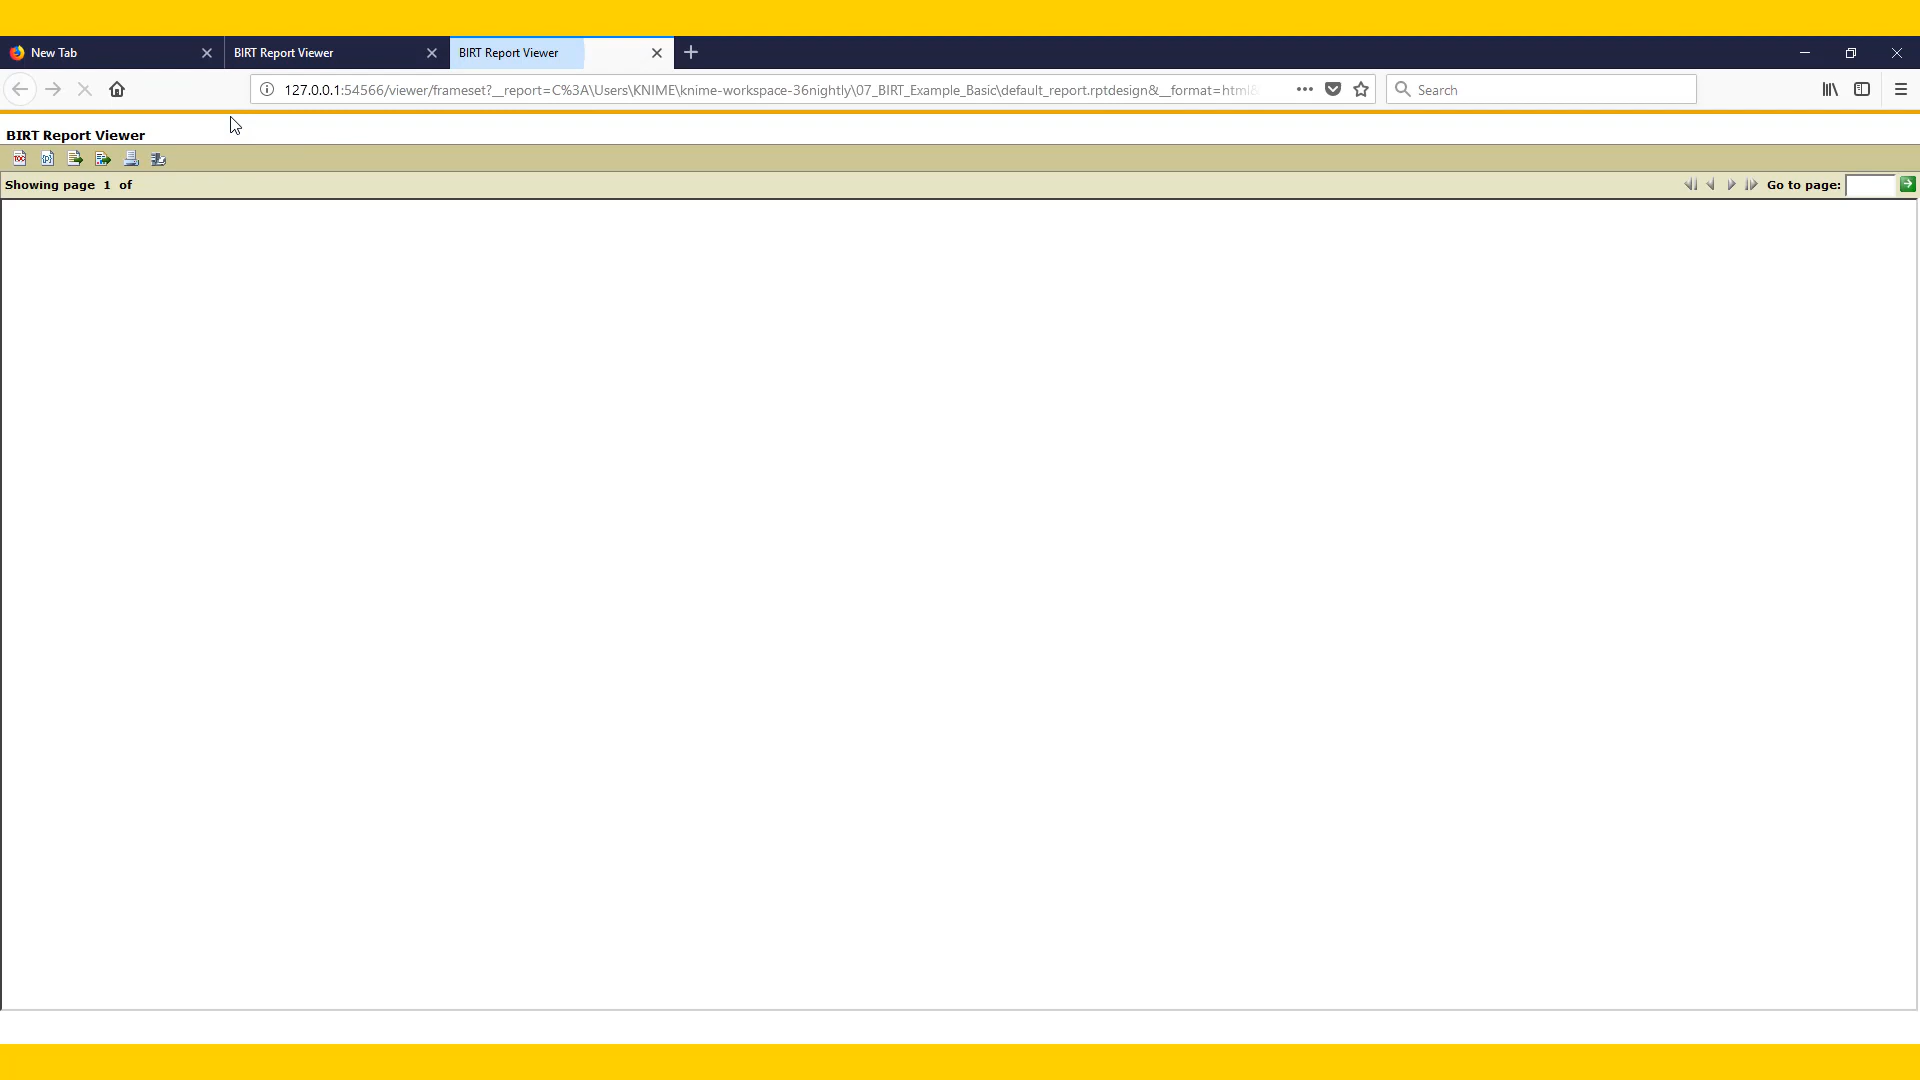 New Tab
BIRT Report Viewer
BIRT Report Viewer
127.0.0.1:54566/viewer/frameset?__report=C%3A\Users\KNIME\knime-workspace-36nightly\07_BIRT_Example_Basic\default_report.rptdesign&__format=html&
Search
BIRT Report Viewer
TOC
Showing page 1 of
Go to page: